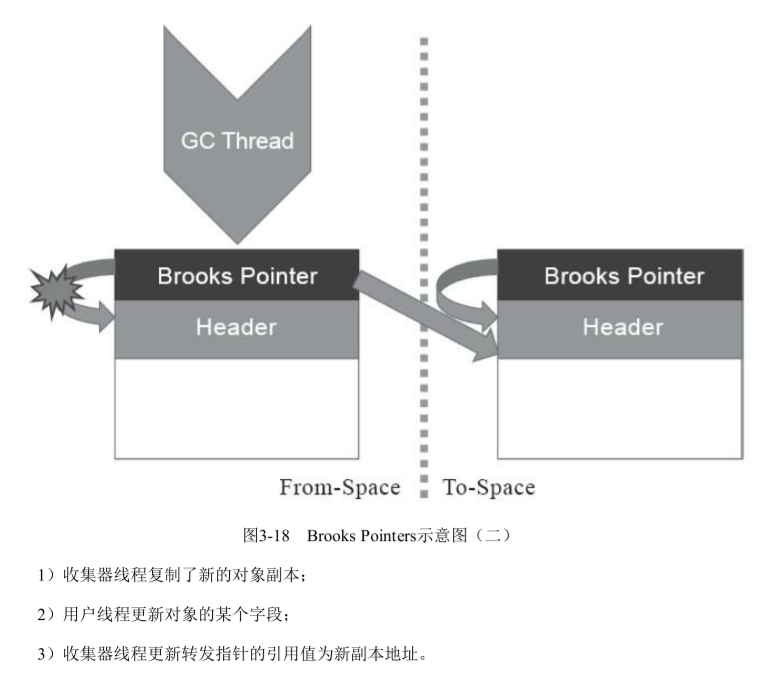 GC Thread
Brooks Pointer
Brooks Pointer
Header
Header
From-Space
To-Space
图3-18 Brooks Pointers示意图（二）
1）收集器线程复制了新的对象副本；
2）用户线程更新对象的某个字段；
3）收集器线程更新转发指针的引用值为新副本地址。